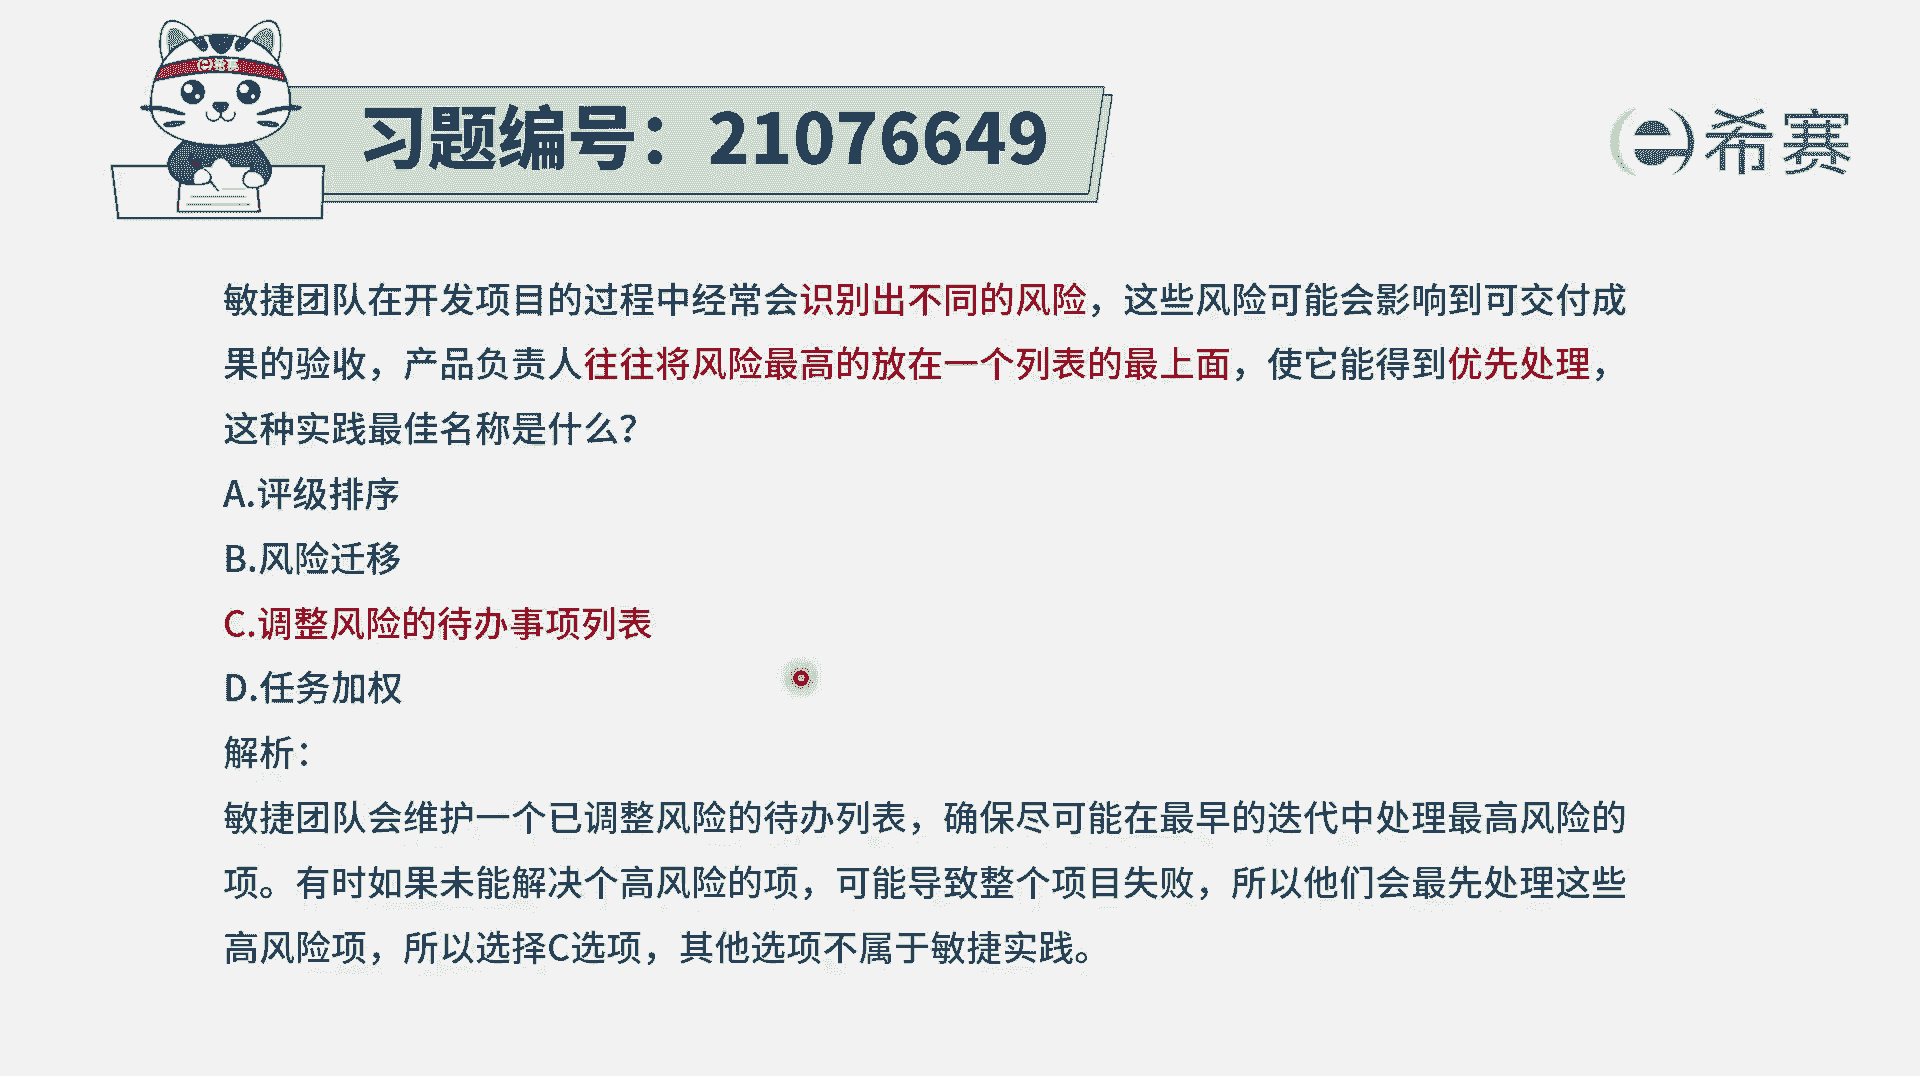 希赛
习题编号：21076649
希赛
敏捷团队在开发项目的过程中经常会识别出不同的风险，这些风险可能会影响到可交付成
果的验收，产品负责人往往将风险最高的放在一个列表的最上面，使它能得到优先处理，
这种实践最佳名称是什么？
A.评级排序
B.风险迁移
C.调整风险的待办事项列表
D.任务加权
解析：
敏捷团队会维护一个已调整风险的待办列表，确保尽可能在最早的迭代中处理最高风险的
项。有时如果未能解决个高风险的项，可能导致整个项目失败，所以他们会最先处理这些
高风险项，所以选择C选项，其他选项不属于敏捷实践。